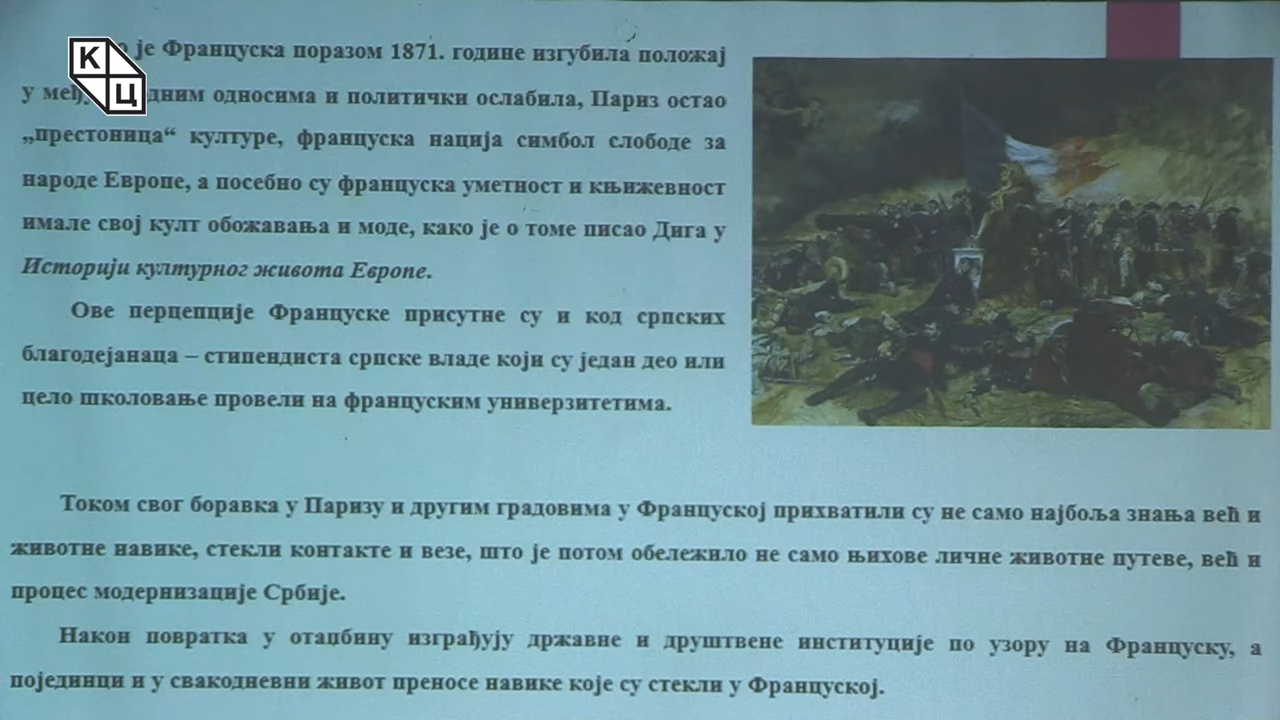 К
Ц
је Француска поразом 1871. године изгубила положај
у међ дним односима и политички ослабила, Париз остао
„престоница“ културе, француска нација симбол слободе за
народе Европе, а посебно су француска уметност и књижевност
имале свој култ обожавања и моде, како је о томе писао Дига у
Историји културног живота Европе.
Ове перцепције Француске присутне су и код српских
благодејанаца – стипендиста српске владе који су један део или
цело школовање провели на француским универзитетима.
Током свог боравка у Паризу и другим градовима у Француској прихватили су не само најбоља знања већ и
животне навике, стекли контакте и везе, што је потом обележило не само њихове личне животне путеве, већ и
процес модернизације Србије.
Након повратка у отаџбину изграђују државне и друштвене институције по узору на Француску, а
појединци и у свакодневни живот преносе навике које су стекли у Француској.